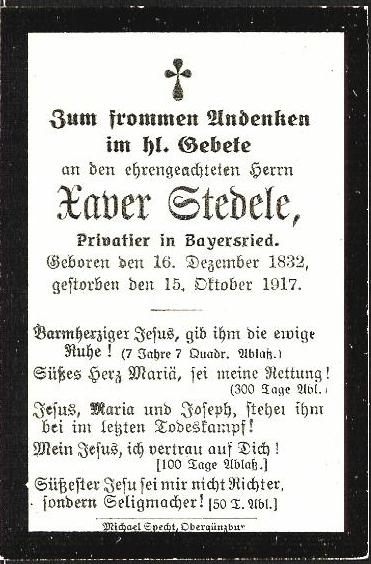 Zum frommen Andenken
im hl. Gebete
an den ehrengeachteten Herrn
Xaver Stedele,
Privatier in Bayersried.
Geboren den 16. Dezember 1832,
gestorben den 15. Oktober 1917.
Barmherziger Jesus, gib ihm die ewige
Ruhe! (7 Jahre 7 Quadr. Ablaß.)
Süßes Herz Mariä, sei meine Rettung!
(300 Tage Abl.)
Jesus, Maria und Joseph, stehet ihm
bei im letzten Todeskampf!
Mein Jesus, ich vertrau auf Dich!
[100 Tage Ablaß.]
Süßester Jesu sei mir nicht Richter,
sondern Seligmacher! [50 T. Abl.]
Michael Specht, Obergünzbur